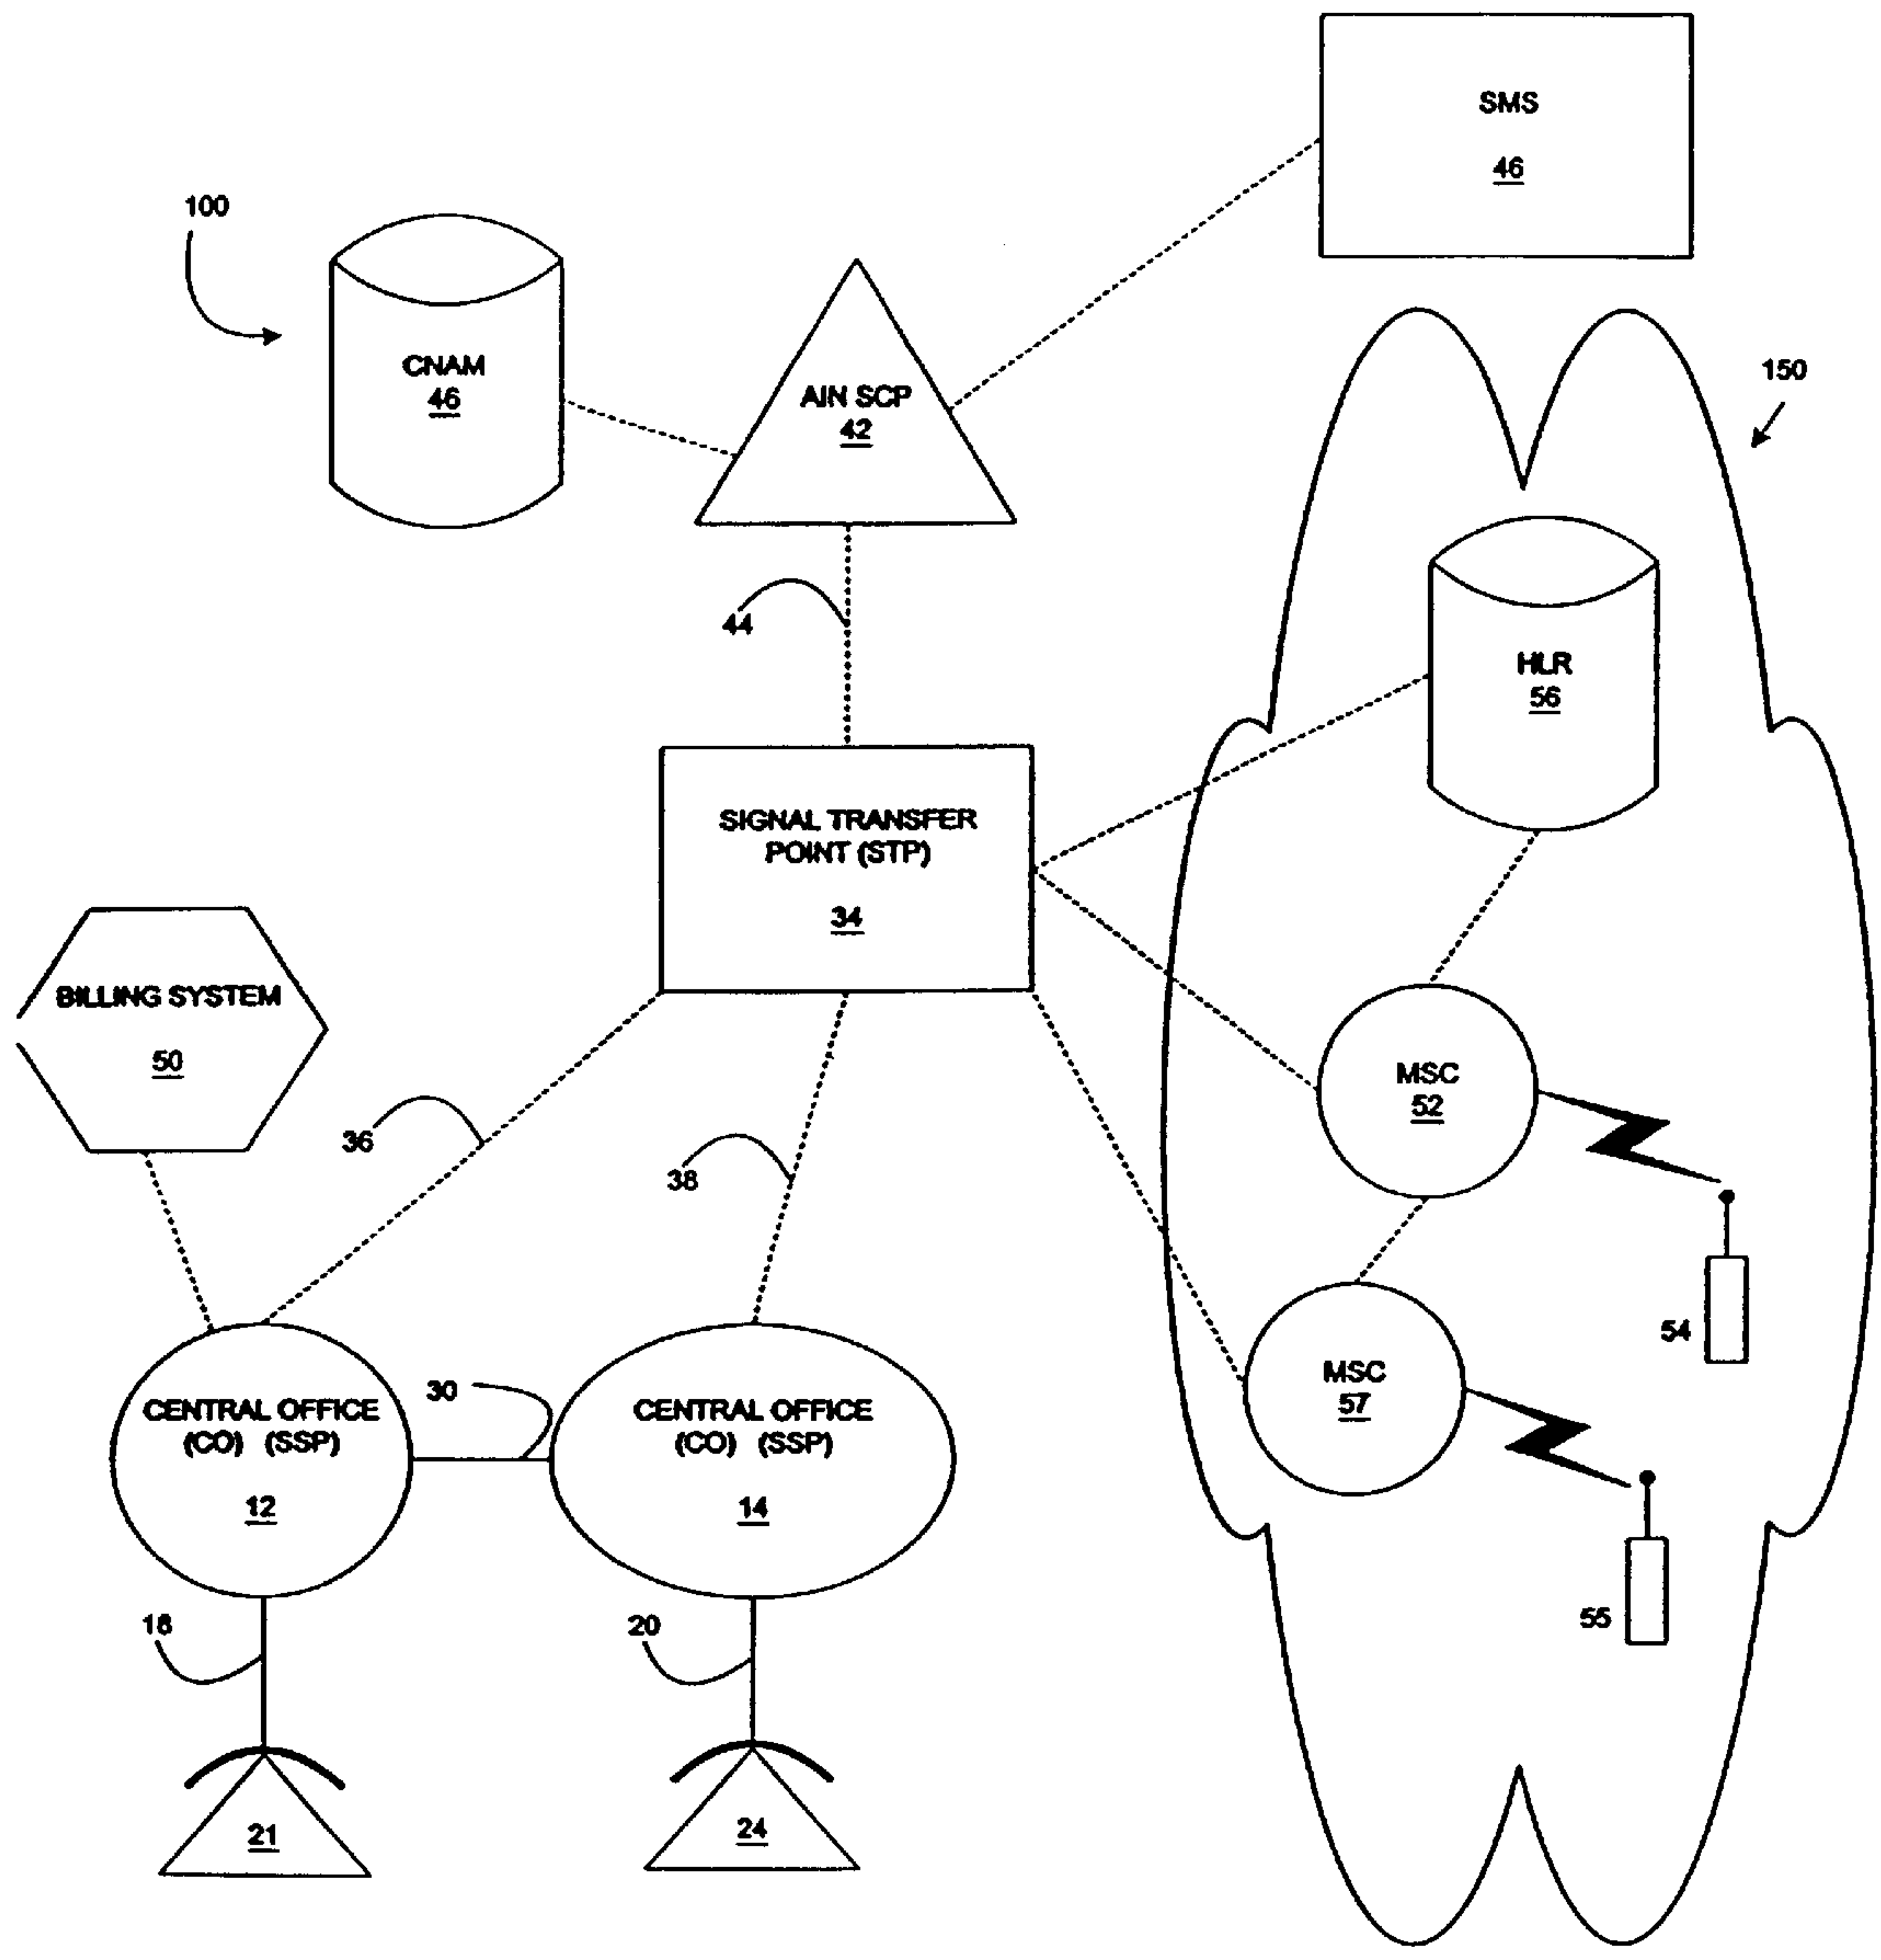 SMS
46
100
CNAM
46
AIN SCP
42
150
44
HLR
56
SIGNAL TRANSFER
POINT (STP)
34
BILLING SYSTEM
50
36
38
MSC
52
54
MSC
57
55
30
CENTRAL OFFICE
(CO) (SSP)
12
CENTRAL OFFICE
(CO) (SSP)
14
18
20
21
24